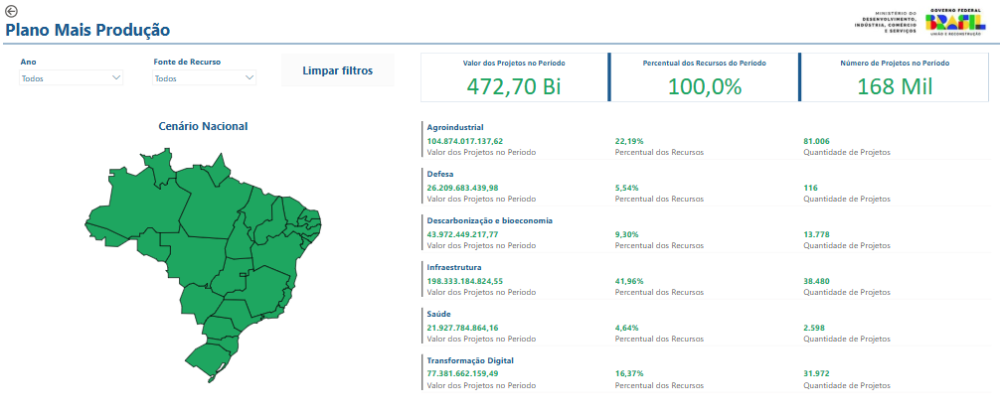 Plano Mais Produção
MINISTÉRIO DO
DESENVOLVIMENTO,
INDÚSTRIA, COMÉRCIO
E SERVIÇOS
GOVERNO FEDERAL
BRASIL
UNIÃO E RECONSTRUÇÃO
Ano
Todos
Fonte de Recurso
Todos
Limpar filtros
Valor dos Projetos no Período
472,70 Bi
Percentual dos Recursos do Período
100,0%
Número de Projetos no Período
168 Mil
Cenário Nacional
Agroindustrial
104.874.017.137,62 22,19% 81.006
Valor dos Projetos no Período Percentual dos Recursos Quantidade de Projetos
Defesa
26.209.683.439,98 5,54% 116
Valor dos Projetos no Período Percentual dos Recursos Quantidade de Projetos
Descarbonização e bioeconomia
43.972.449.217,77 9,30% 13.778
Valor dos Projetos no Período Percentual dos Recursos Quantidade de Projetos
Infraestrutura
198.333.184.824,55 41,96% 38.480
Valor dos Projetos no Período Percentual dos Recursos Quantidade de Projetos
Saúde
21.927.784.864,16 4,64% 2.598
Valor dos Projetos no Período Percentual dos Recursos Quantidade de Projetos
Transformação Digital
77.381.662.159,49 16,37% 31.972
Valor dos Projetos no Período Percentual dos Recursos Quantidade de Projetos